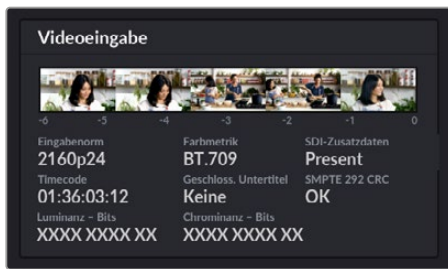 Videoeingabe
-6 -5 -4 -3 -2 -1 0
Eingabenorm Farbmetrik SDI-Zusatzdaten
2160p24 BT.709 Present
Timecode Geschloss. Untertitel SMPTE 292 CRC
01:36:03:12 Keine OK
Luminanz – Bits Chrominanz – Bits
XXXX XXXX XX XXXX XXXX XX